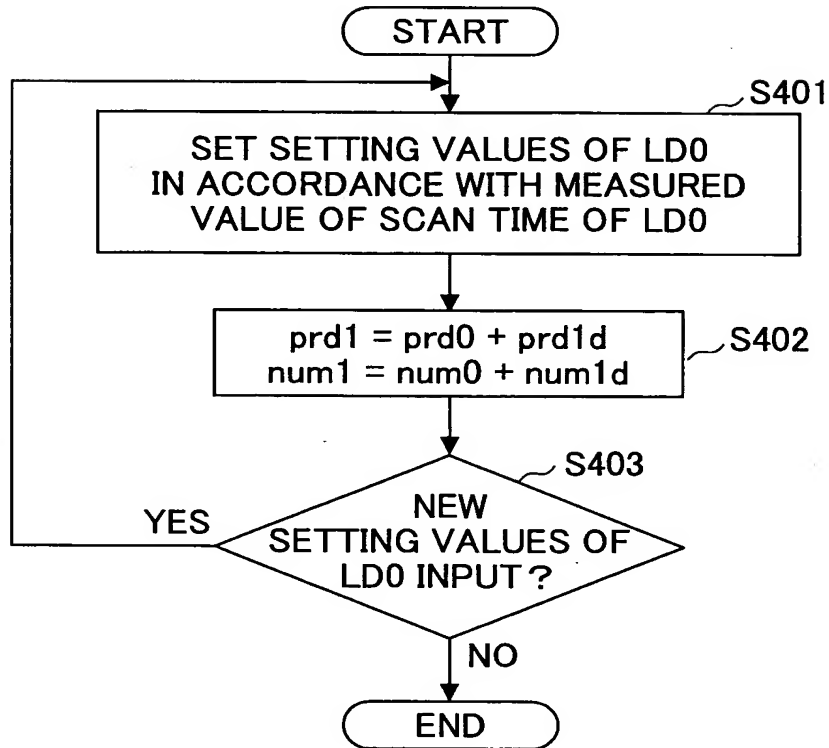 START
S401
SET SETTING VALUES OF LD0
IN ACCORDANCE WITH MEASURED
VALUE OF SCAN TIME OF LD0
prd1 = prd0 + prd1d
num1 = num0 + num1d
S402
S403
NEW
SETTING VALUES OF
LD0 INPUT ?
YES
NO
END